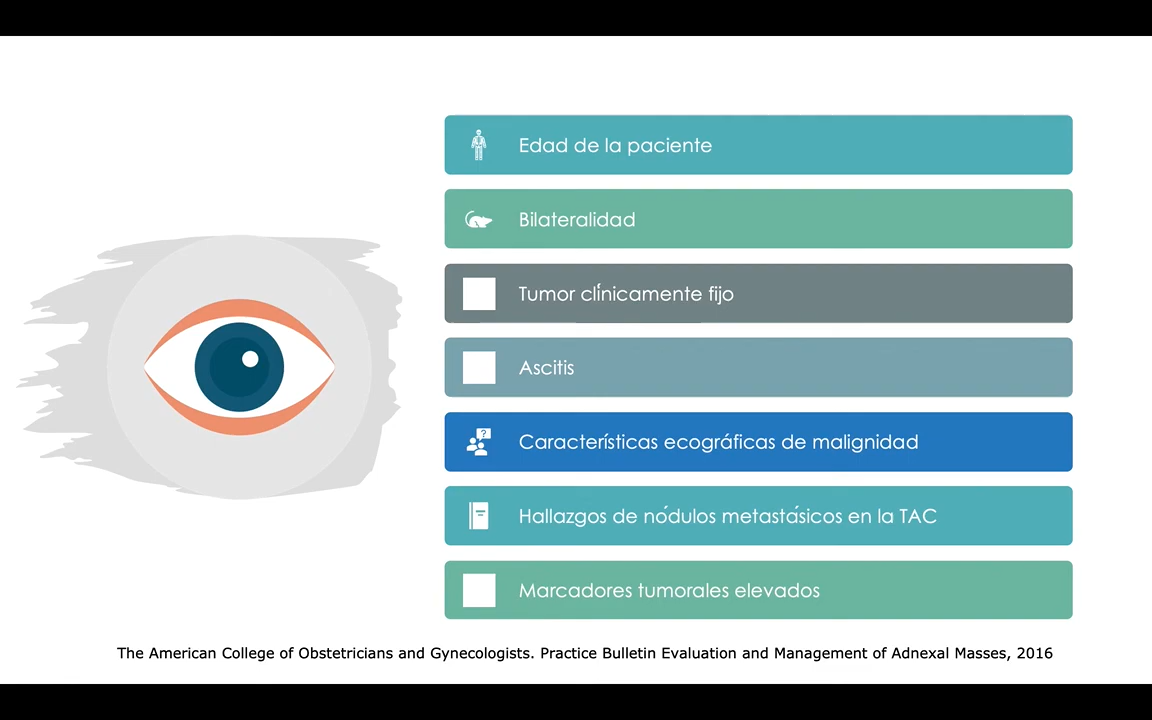 Edad de la paciente
Bilateralidad
Tumor clínicamente fijo
Ascitis
?
Características ecográficas de malignidad
Hallazgos de nódulos metastásicos en la TAC
Marcadores tumorales elevados
The American College of Obstetricians and Gynecologists. Practice Bulletin Evaluation and Management of Adnexal Masses, 2016